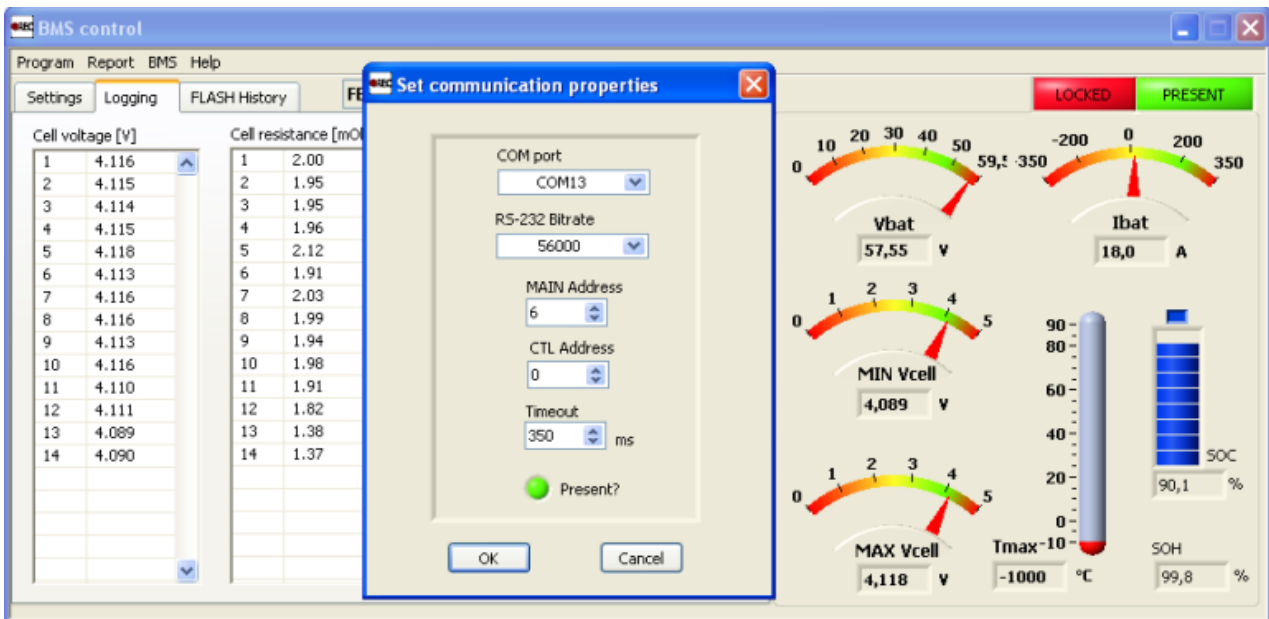 BMS control
Program Report BMS Help
Settings Logging FLASH History FE
LOCKED PRESENT
Cell voltage [V]
1 4.116
2 4.115
3 4.114
4 4.115
5 4.118
6 4.113
7 4.116
8 4.116
9 4.113
10 4.116
11 4.110
12 4.111
13 4.089
14 4.090
Cell resistance [mO
1 2.00
2 1.95
3 1.95
4 1.96
5 2.12
6 1.91
7 2.03
8 1.99
9 1.94
10 1.98
11 1.91
12 1.82
13 1.38
14 1.37
Set communication properties
COM port
COM13
RS-232 Bitrate
56000
MAIN Address
6
CTL Address
0
Timeout
350 ms
Present?
OK Cancel
0 10 20 30 40 50 59,5
Vbat
57,55 V
-350 -200 0 200 350
Ibat
18,0 A
0 1 2 3 4 5
MIN Vcell
4,089 V
0 1 2 3 4 5
MAX Vcell
4,118 V
90
80
60
40
20
0
-10
Tmax
-1000 °C
SOC
90,1 %
SOH
99,8 %